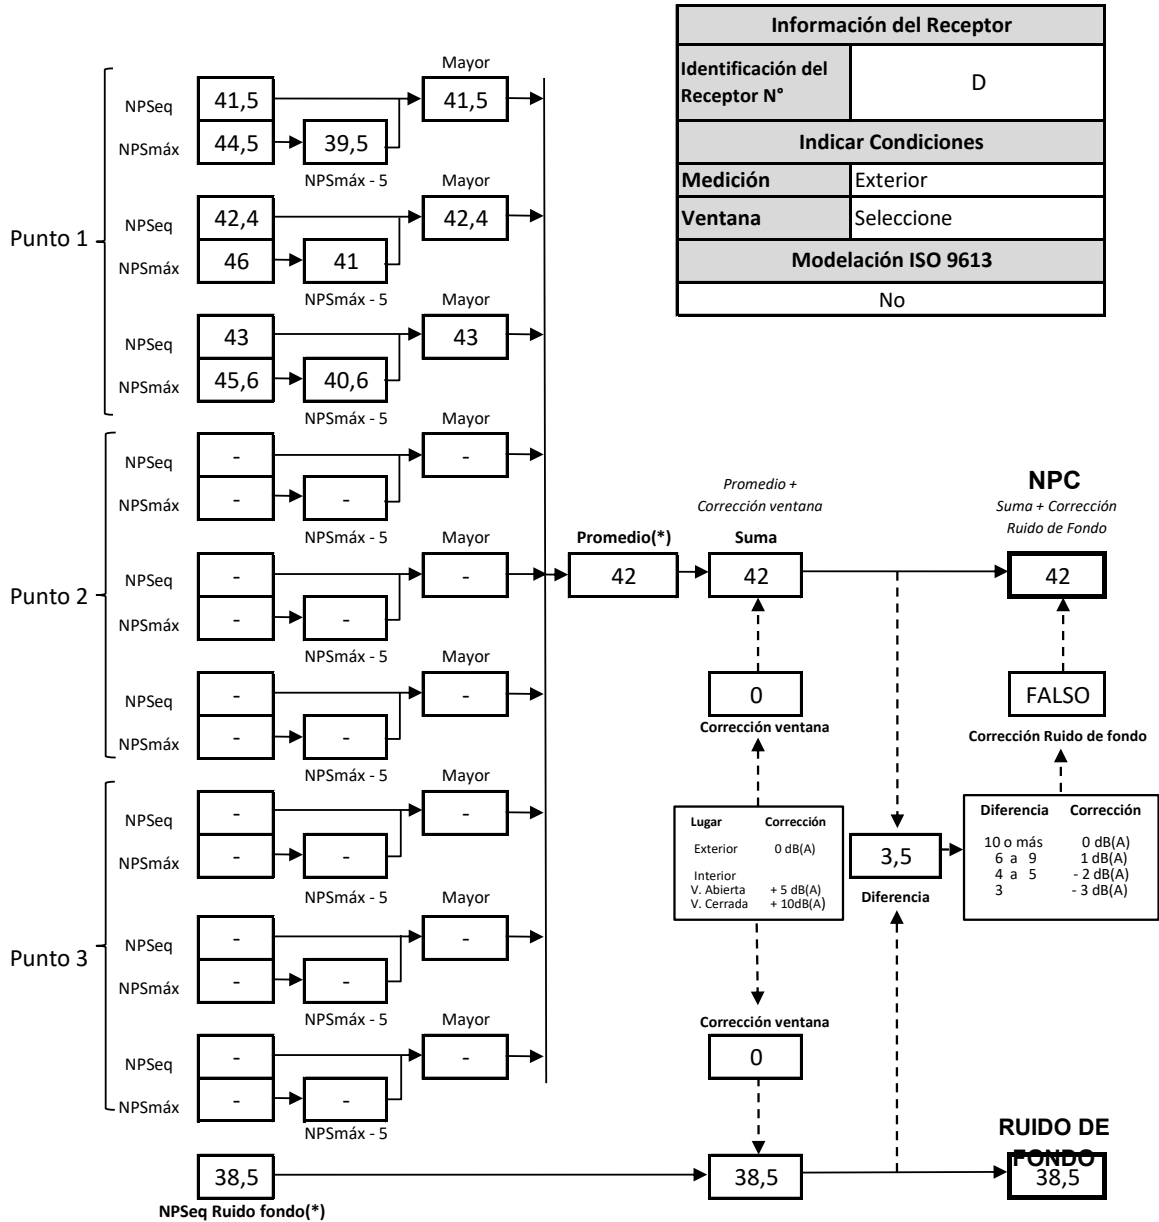 Información del Receptor
Identificación del
Receptor N°
D
Indicar Condiciones
Medición
Exterior
Ventana
Seleccione
Modelación ISO 9613
No
Punto 1
Mayor
NPSeq
41,5
41,5
NPSmáx
44,5
39,5
NPSmáx - 5
Mayor
NPSeq
42,4
42,4
NPSmáx
46
41
NPSmáx - 5
Mayor
NPSeq
43
43
NPSmáx
45,6
40,6
NPSmáx - 5
Punto 2
Mayor
NPSeq
-
-
NPSmáx
-
-
NPSmáx - 5
Mayor
NPSeq
-
-
NPSmáx
-
-
NPSmáx - 5
Mayor
NPSeq
-
-
NPSmáx
-
-
NPSmáx - 5
Punto 3
Mayor
NPSeq
-
-
NPSmáx
-
-
NPSmáx - 5
Mayor
NPSeq
-
-
NPSmáx
-
-
NPSmáx - 5
Mayor
NPSeq
-
-
NPSmáx
-
-
NPSmáx - 5
38,5
NPSeq Ruido fondo(*)
Promedio(*)
42
Promedio +
Corrección ventana
Suma
42
0
Corrección ventana
Lugar Corrección
Exterior 0 dB(A)
Interior
V. Abierta + 5 dB(A)
V. Cerrada + 10dB(A)
Corrección ventana
0
38,5
3,5
Diferencia
NPC
Suma + Corrección
Ruido de Fondo
42
FALSO
Corrección Ruido de fondo
Diferencia Corrección
10 o más 0 dB(A)
6 a 9 1 dB(A)
4 a 5 - 2 dB(A)
3 - 3 dB(A)
RUIDO DE
FONDO
38,5